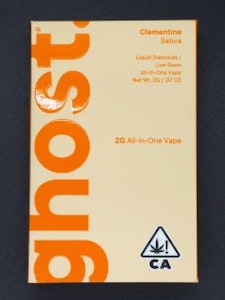 ghost.
Clementine
Sativa
Liquid Diamonds /
Live Rosin
All-In-One Vape
Net Wt. 2G / .07 OZ
2G All-In-One Vape
!
CA